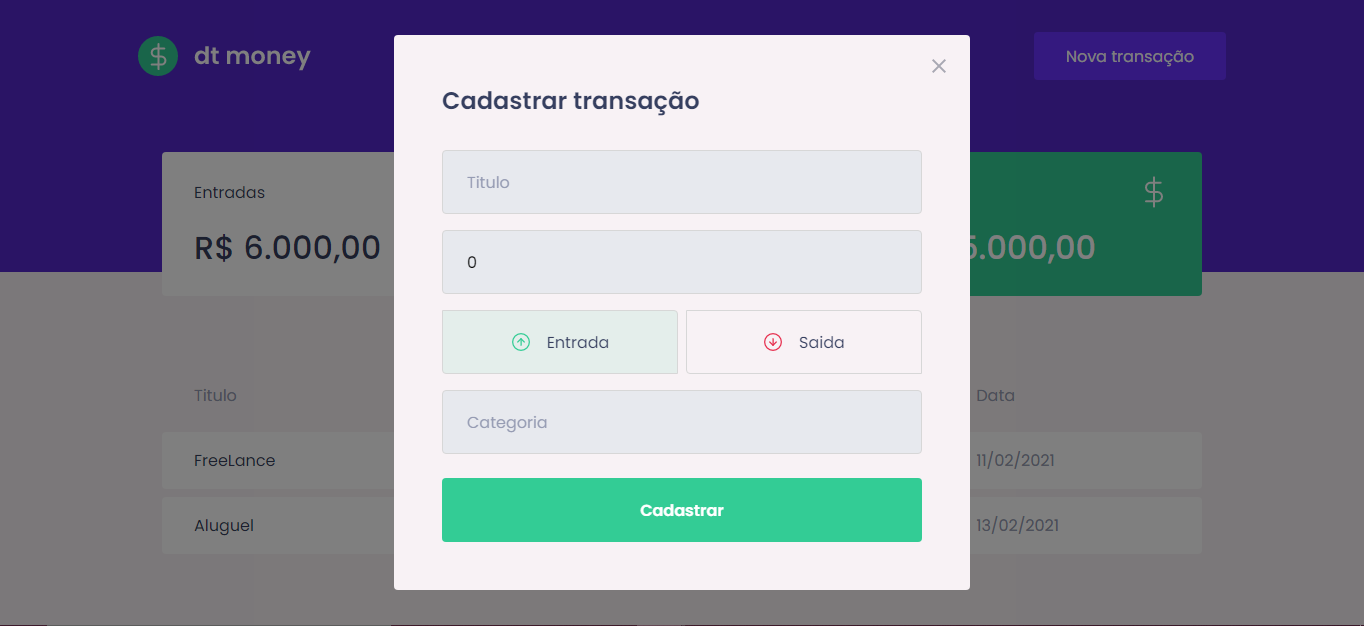 dt money
Nova transação
Cadastrar transação
Entradas
R$ 6.000,00
5.000,00
Titulo
0
Entrada
Saida
Categoria
Cadastrar
Titulo
Data
FreeLance
11/02/2021
Aluguel
13/02/2021